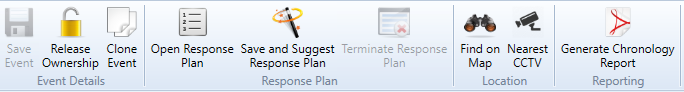 Save Event
Release Ownership
Clone Event
Open Response Plan
Save and Suggest Response Plan
Terminate Response Plan
Find on Map
Nearest CCTV
Generate Chronology Report
Event Details
Response Plan
Location
Reporting